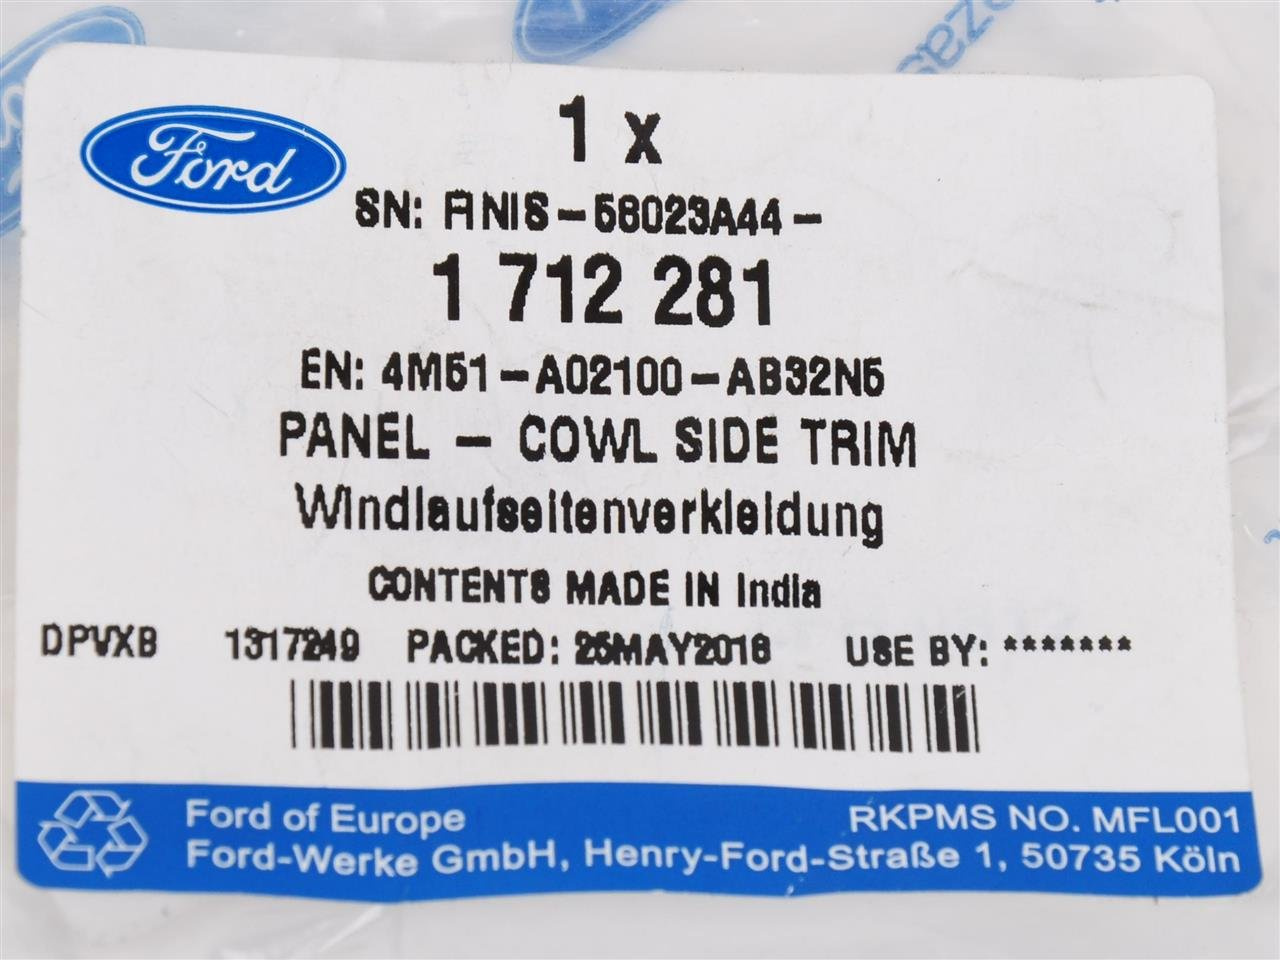 Ford
1 x
SN: FINIS-58023A44-
1 712 281
EN: 4M51-A02100-AB32N5
PANEL - COWL SIDE TRIM
Windlaufseitenverkleidung
CONTENTS MADE IN India
DPVXB 1317249 PACKED: 25MAY2016 USE BY: *******
Ford of Europe RKPMS NO. MFL001
Ford-Werke GmbH, Henry-Ford-Straße 1, 50735 Köln